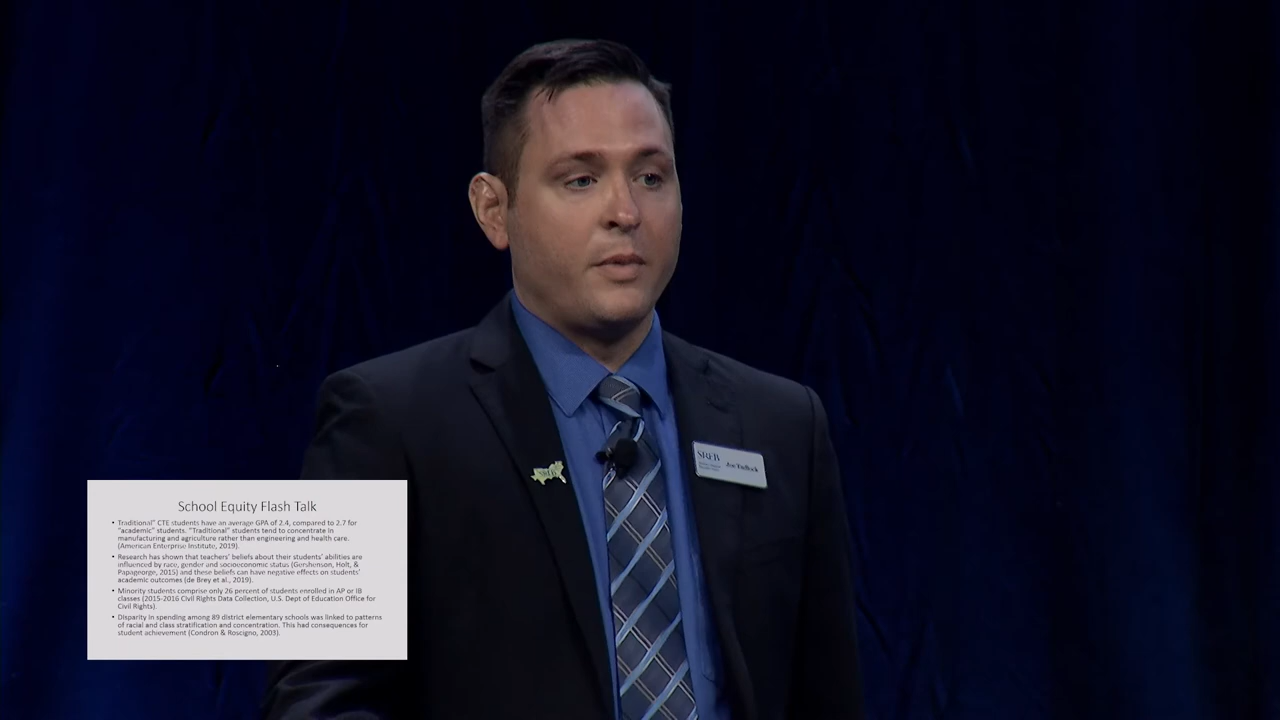 School Equity Flash Talk
• Traditional" CTE students have an average GPA of 2.4, compared to 2.7 for
"academic" students. "Traditional" students tend to concentrate in
manufacturing and agriculture rather than engineering and health care.
(American Enterprise Institute, 2019).
• Research has shown that teachers' beliefs about their students' abilities are
influenced by race, gender and socioeconomic status (Gershenson, Holt, &
Papageorge, 2015) and these beliefs can have negative effects on students'
academic outcomes (de Brey et al., 2019).
• Minority students comprise only 26 percent of students enrolled in AP or IB
classes (2015-2016 Civil Rights Data Collection, U.S. Dept of Education Office for
Civil Rights).
• Disparity in spending among 89 district elementary schools was linked to patterns
of racial and class stratification and concentration. This had consequences for
student achievement (Condron & Roscigno, 2003).
SREB
SREB
Joe Tadlock